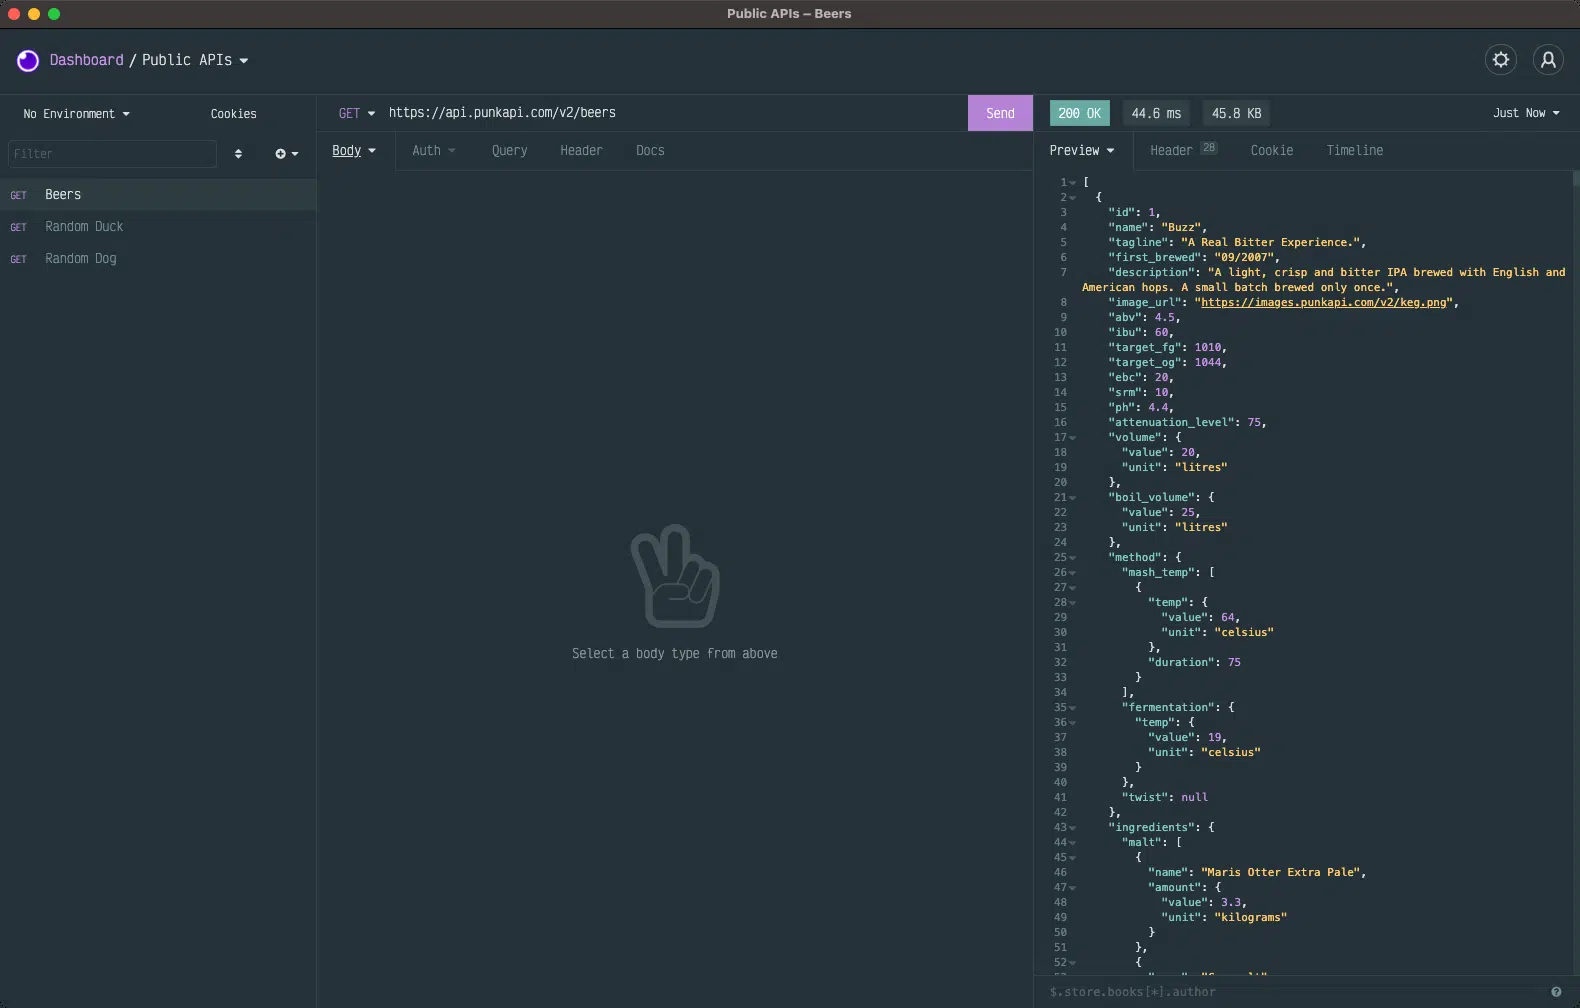 Public APIs – Beers
Dashboard / Public APIs
No Environment
Cookies
Filter
GET Beers
GET Random Duck
GET Random Dog
GET https://api.punkapi.com/v2/beers
Send
Body
Auth
Query
Header
Docs
Select a body type from above
200 OK
44.6 ms
45.8 KB
Just Now
Preview
Header 28
Cookie
Timeline
1 [
2 {
3 "id": 1,
4 "name": "Buzz",
5 "tagline": "A Real Bitter Experience.",
6 "first_brewed": "09/2007",
7 "description": "A light, crisp and bitter IPA brewed with English and
American hops. A small batch brewed only once.",
8 "image_url": "https://images.punkapi.com/v2/keg.png",
9 "abv": 4.5,
10 "ibu": 60,
11 "target_fg": 1010,
12 "target_og": 1044,
13 "ebc": 20,
14 "srm": 10,
15 "ph": 4.4,
16 "attenuation_level": 75,
17 "volume": {
18 "value": 20,
19 "unit": "litres"
20 },
21 "boil_volume": {
22 "value": 25,
23 "unit": "litres"
24 },
25 "method": {
26 "mash_temp": [
27 {
28 "temp": {
29 "value": 64,
30 "unit": "celsius"
31 },
32 "duration": 75
33 }
34 ],
35 "fermentation": {
36 "temp": {
37 "value": 19,
38 "unit": "celsius"
39 }
40 },
41 "twist": null
42 },
43 "ingredients": {
44 "malt": [
45 {
46 "name": "Maris Otter Extra Pale",
47 "amount": {
48 "value": 3.3,
49 "unit": "kilograms"
50 }
51 },
52 {
$.store.books[*].author